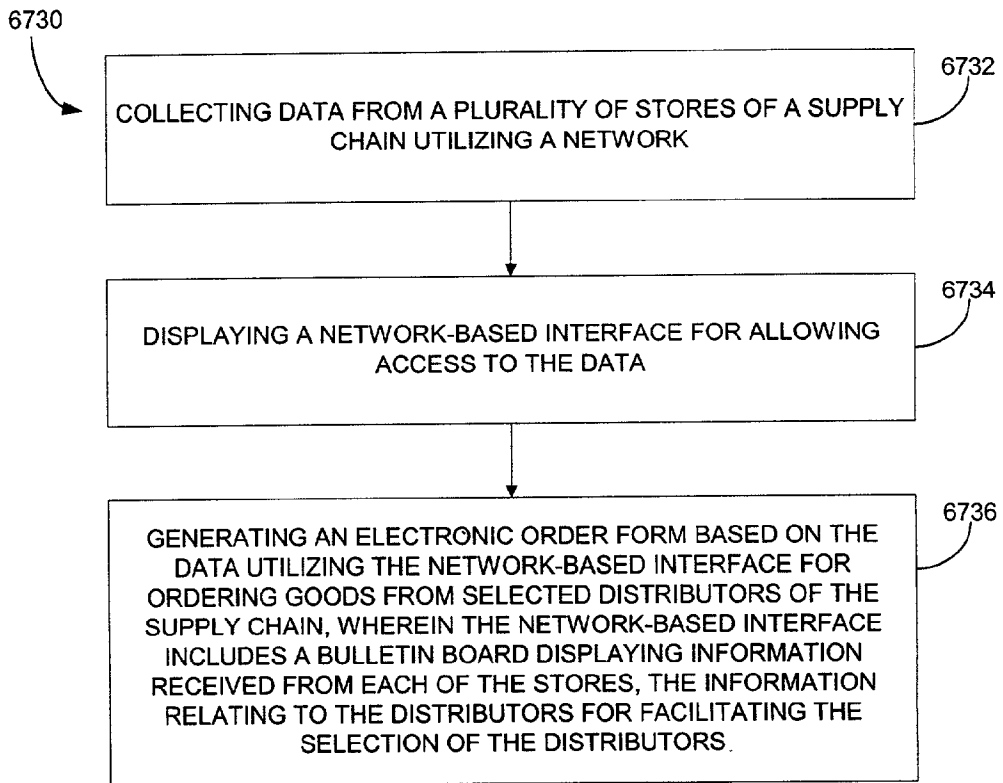 6730
6732
COLLECTING DATA FROM A PLURALITY OF STORES OF A SUPPLY
CHAIN UTILIZING A NETWORK
6734
DISPLAYING A NETWORK-BASED INTERFACE FOR ALLOWING
ACCESS TO THE DATA
6736
GENERATING AN ELECTRONIC ORDER FORM BASED ON THE
DATA UTILIZING THE NETWORK-BASED INTERFACE FOR
ORDERING GOODS FROM SELECTED DISTRIBUTORS OF THE
SUPPLY CHAIN, WHEREIN THE NETWORK-BASED INTERFACE
INCLUDES A BULLETIN BOARD DISPLAYING INFORMATION
RECEIVED FROM EACH OF THE STORES, THE INFORMATION
RELATING TO THE DISTRIBUTORS FOR FACILITATING THE
SELECTION OF THE DISTRIBUTORS.